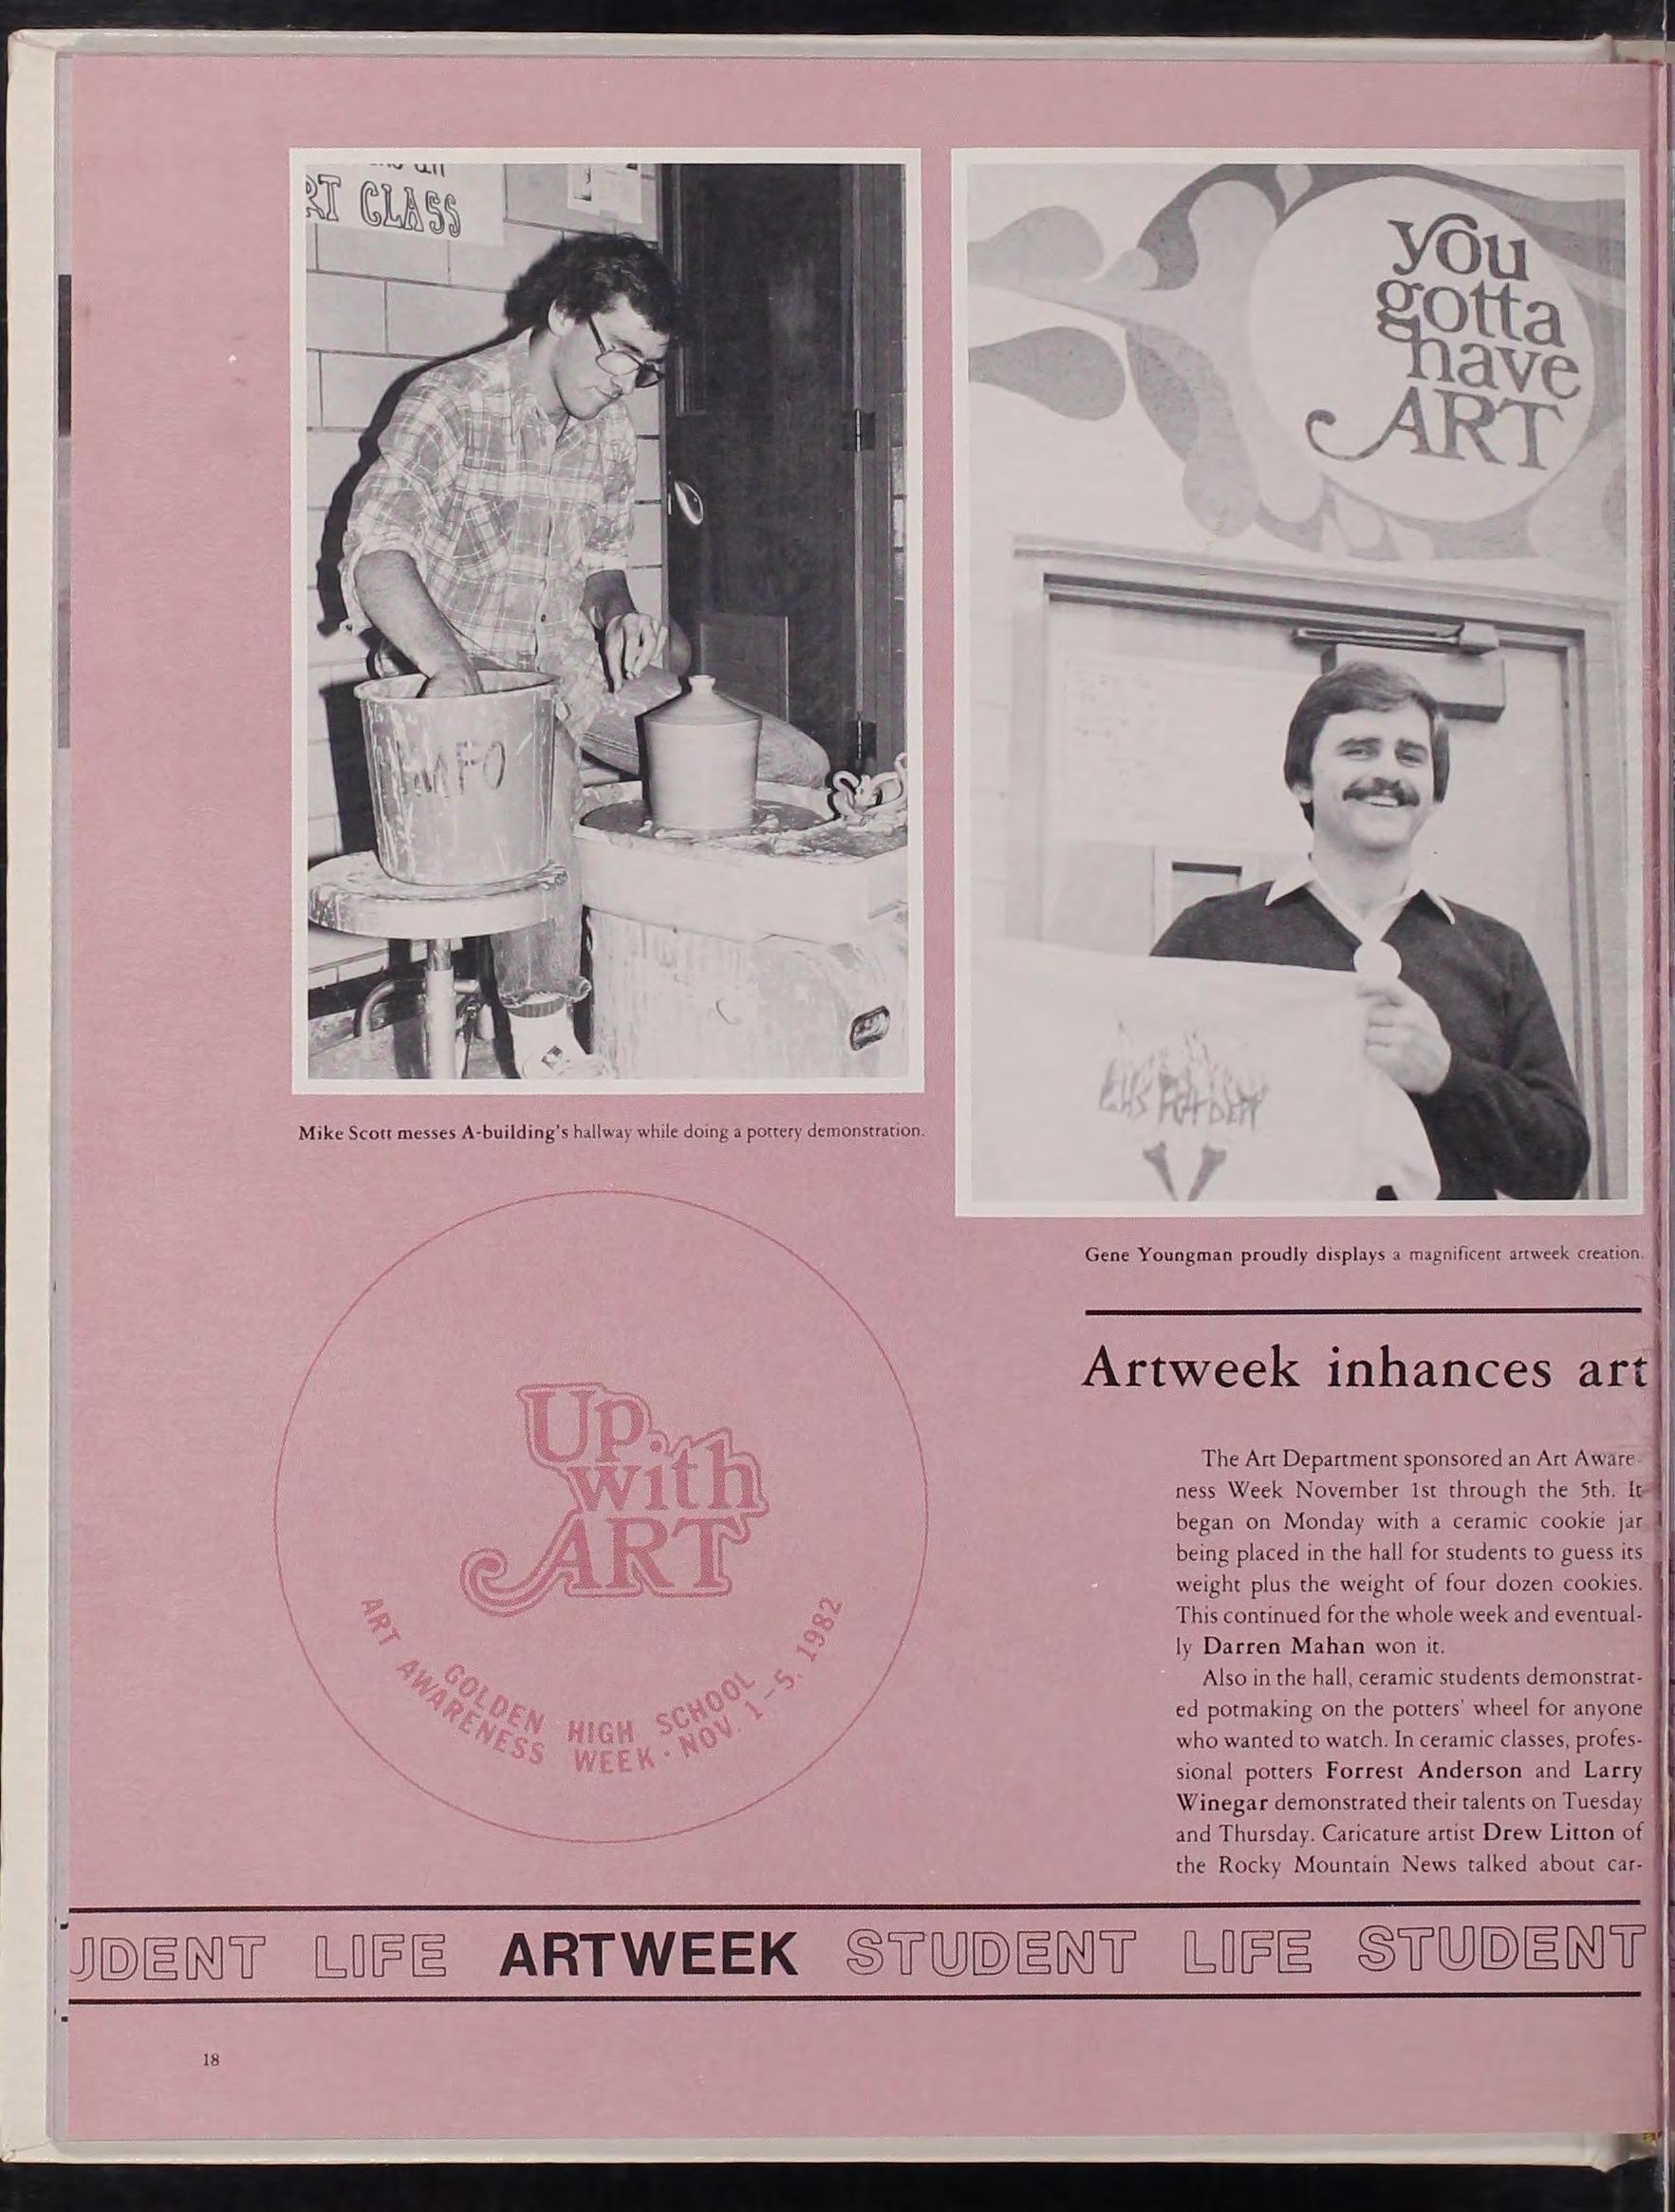 RT CLASS
you
gotta
have
ART
Mike Scott messes A-building's hallway while doing a pottery demonstration.
Gene Youngman proudly displays a magnificent artweek creation.
Up
with
ART
GOLDEN HIGH SCHOOL
ART AWARENESS WEEK · NOV. 1-5, 1982
Artweek inhances art
The Art Department sponsored an Art Aware-
ness Week November 1st through the 5th. It
began on Monday with a ceramic cookie jar
being placed in the hall for students to guess its
weight plus the weight of four dozen cookies.
This continued for the whole week and eventual-
ly Darren Mahan won it.
Also in the hall, ceramic students demonstrat-
ed potmaking on the potters' wheel for anyone
who wanted to watch. In ceramic classes, profes-
sional potters Forrest Anderson and Larry
Winegar demonstrated their talents on Tuesday
and Thursday. Caricature artist Drew Litton of
the Rocky Mountain News talked about car-
UDENT LIFE ARTWEEK STUDENT LIFE STUDENT
18